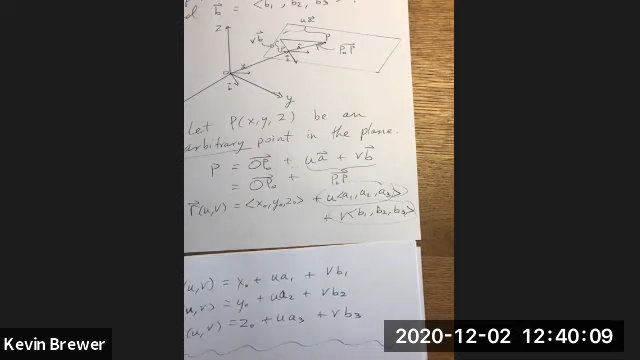 nd b⃗ = <b₁, b₂, b₃> .
z
ua⃗
vb⃗
P
P₀P⃗
a⃗
b⃗
y
Let P(x,y,z) be an
arbitrary point in the plane.
P = OP₀⃗ + ua⃗ + vb⃗
= OP₀⃗ + P₀P⃗
r⃗(u,v) = <x₀,y₀,z₀> + u<a₁,a₂,a₃>
+ v<b₁,b₂,b₃>
(u,v) = x₀ + ua₁ + vb₁
u,v) = y₀ + ua₂ + vb₂
(u,v) = z₀ + ua₃ + vb₃
Kevin Brewer
2020-12-02 12:40:09